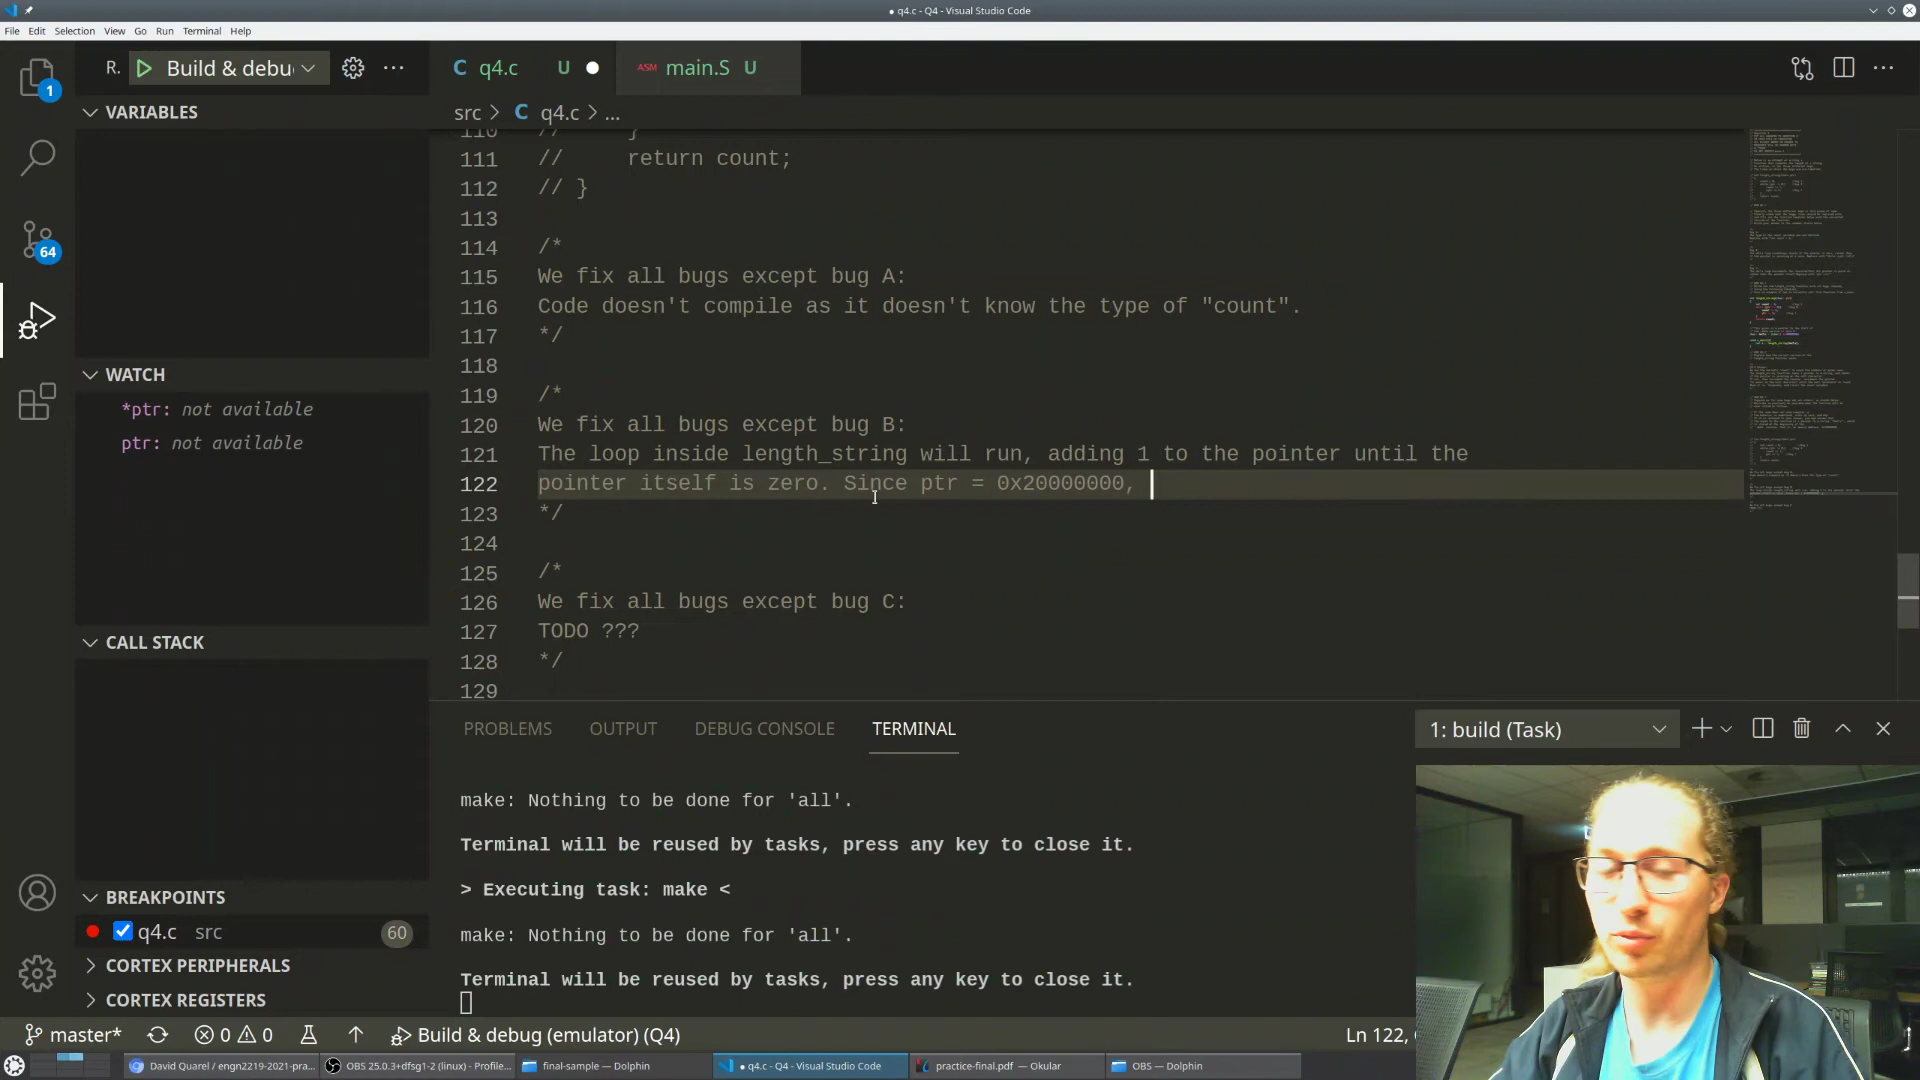 q4.c - Q4 - Visual Studio Code
File Edit Selection View Go Run Terminal Help
R. Build & debu
q4.c U
ASM main.S U
src > C q4.c > ...
VARIABLES
WATCH
*ptr: not available
ptr: not available
CALL STACK
BREAKPOINTS
q4.c src 60
CORTEX PERIPHERALS
CORTEX REGISTERS
1
64
110 // }
111 // return count;
112 // }
113
114 /*
115 We fix all bugs except bug A:
116 Code doesn't compile as it doesn't know the type of "count".
117 */
118
119 /*
120 We fix all bugs except bug B:
121 The loop inside length_string will run, adding 1 to the pointer until the
122 pointer itself is zero. Since ptr = 0x20000000,
123 */
124
125 /*
126 We fix all bugs except bug C:
127 TODO ???
128 */
129
PROBLEMS OUTPUT DEBUG CONSOLE TERMINAL
1: build (Task)
make: Nothing to be done for 'all'.
Terminal will be reused by tasks, press any key to close it.
> Executing task: make <
make: Nothing to be done for 'all'.
Terminal will be reused by tasks, press any key to close it.
master* 0 0 Build & debug (emulator) (Q4)
Ln 122,
David Quarel / engn2219-2021-pra...
OBS 25.0.3+dfsg1-2 (linux) - Profile...
final-sample — Dolphin
q4.c - Q4 - Visual Studio Code
practice-final.pdf — Okular
OBS — Dolphin